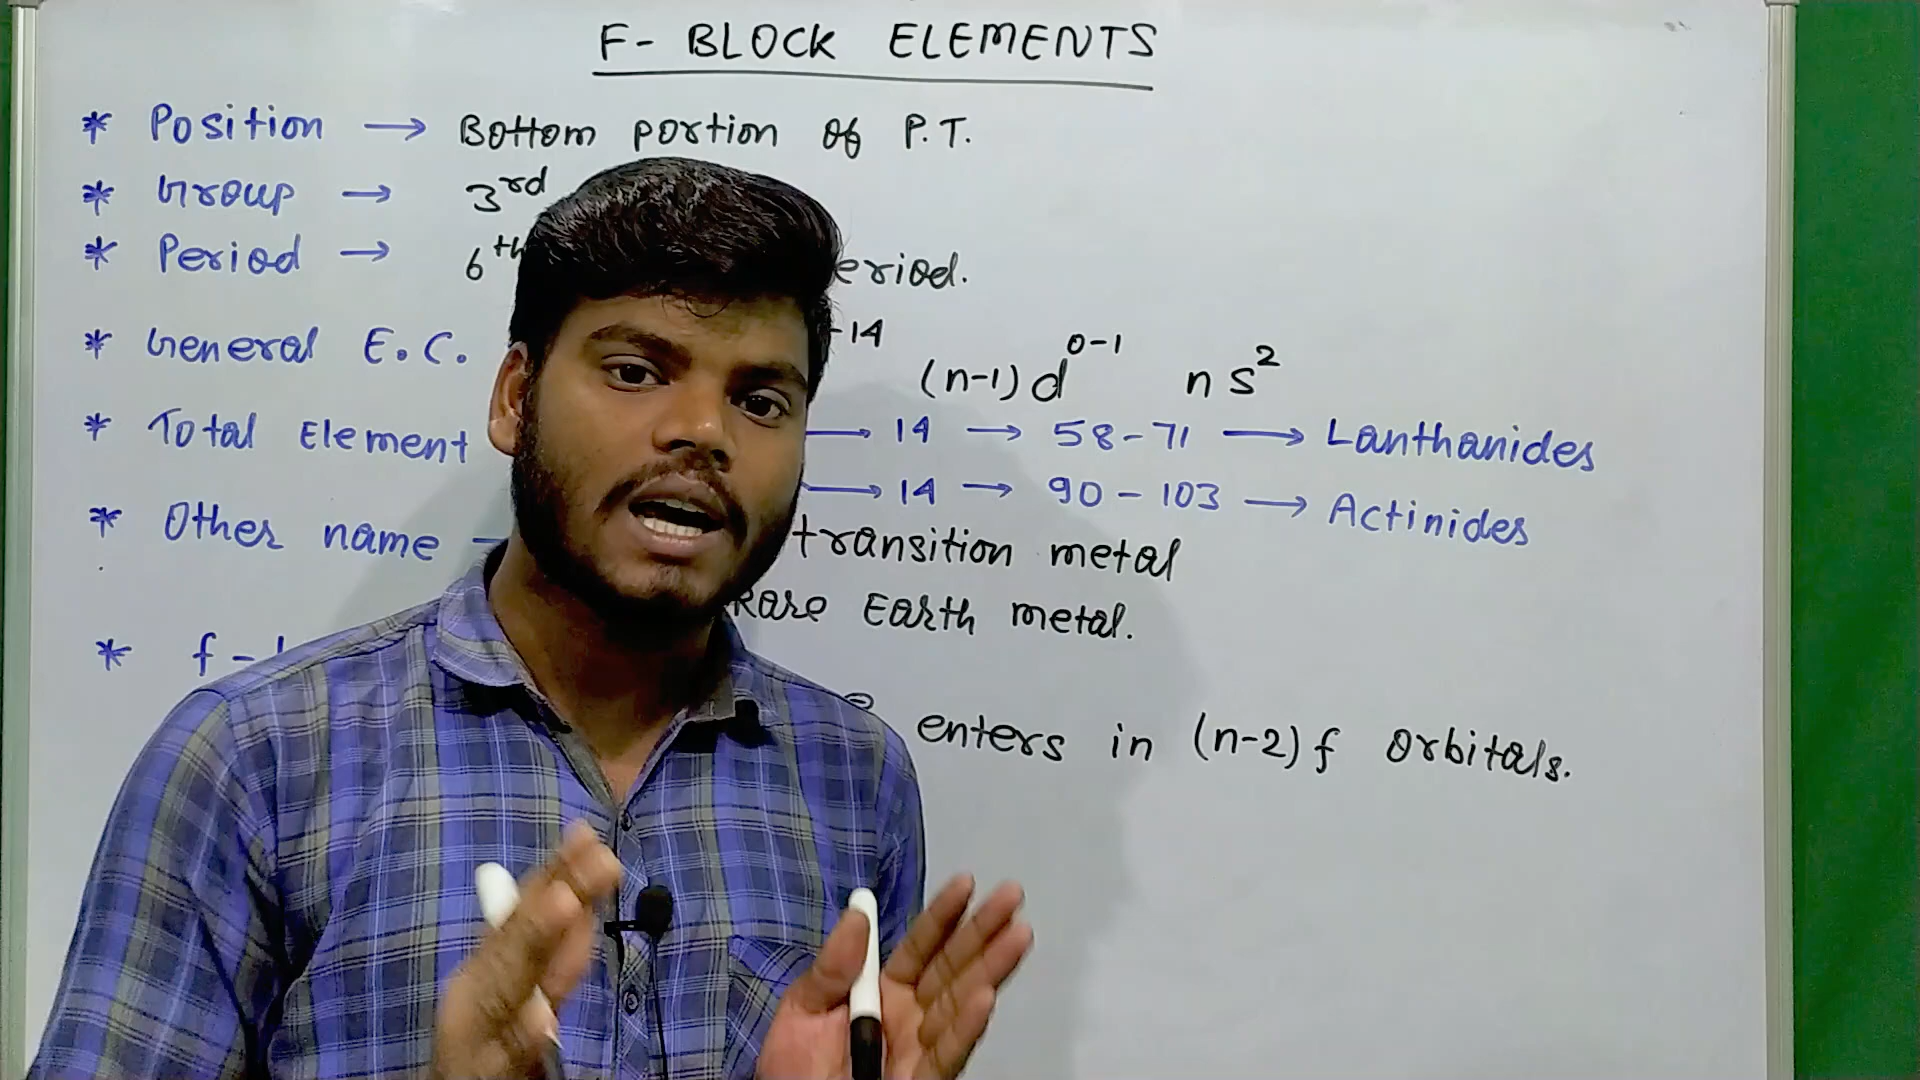 F- BLOCK ELEMENTS
* Position → Bottom portion of P.T.
* Group → 3rd
* Period → 6th eriod.
* General E.C. -14 (n-1) d0-1 n s2
* Total Element → 14 → 58-71 → Lanthanides
→ 14 → 90-103 → Actinides
* Other name transition metal
Rare Earth metal.
* f-
enters in (n-2) f orbitals.